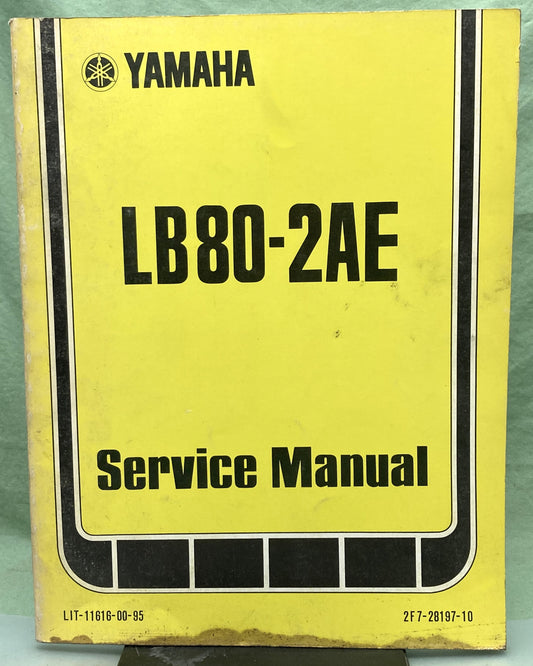 YAMAHA
LB80-2AE
Service Manual
LIT-11616-00-95 2F7-28197-10